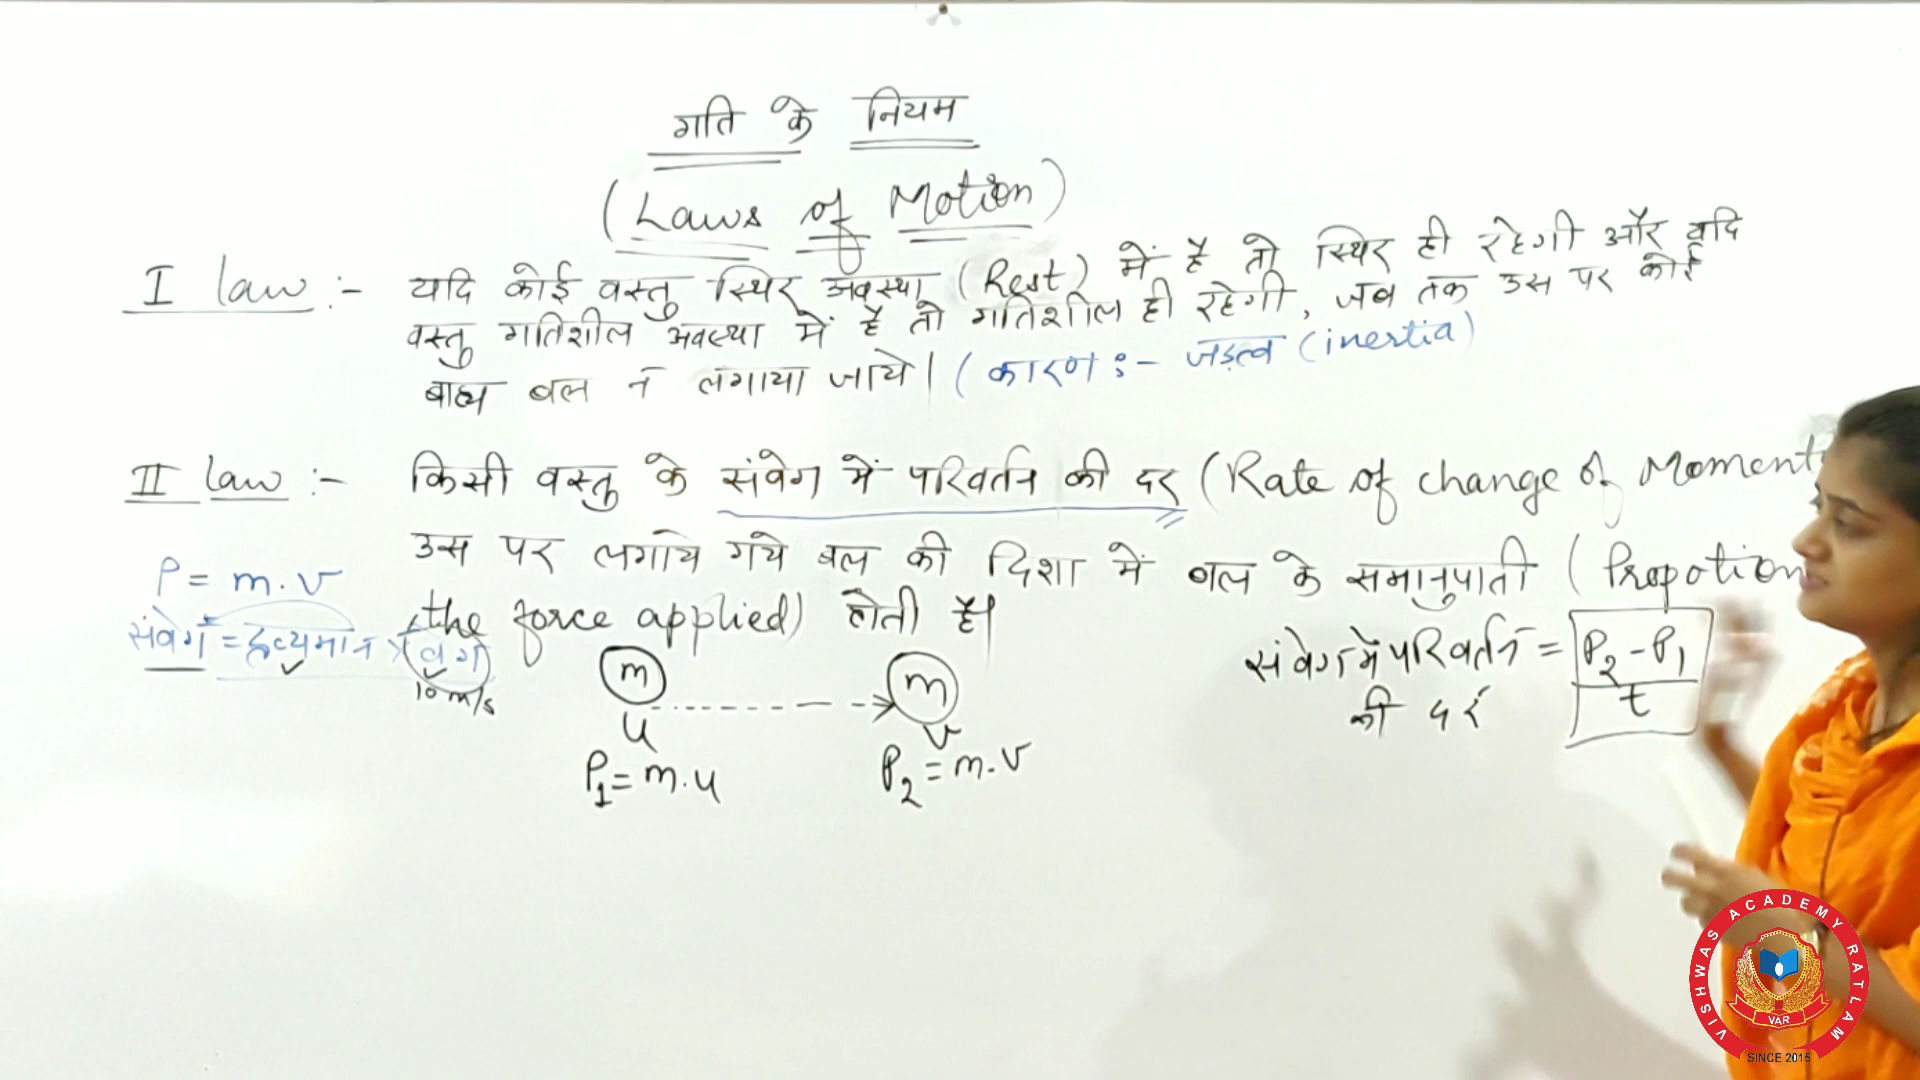 गति के नियम
(Laws of Motion)
I law :- यदि कोई वस्तु स्थिर अवस्था (Rest) में है तो स्थिर ही रहेगी और यदि
वस्तु गतिशील अवस्था में है तो गतिशील ही रहेगी, जब तक उस पर कोई
बाह्य बल न लगाया जाये। (कारण :- जड़त्व (inertia)
II law :- किसी वस्तु के संवेग में परिवर्तन की दर (Rate of change of Moment
उस पर लगाये गये बल की दिशा में बल के समानुपाती (Propotion
the force applied) होती है।
P = m.v
संवेग = द्रव्यमान × वेग
10 m/s
m
m
u
v
P1 = m.u
P2 = m.v
संवेग में परिवर्तन = P2 - P1
की दर
t
VISHWAS ACADEMY RATLAM
VAR
SINCE 2015